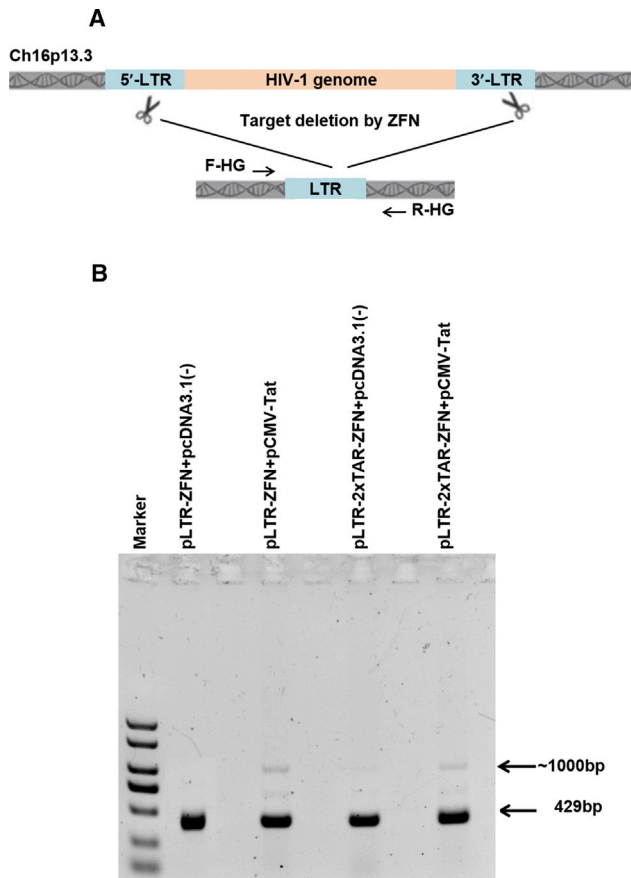 A
Ch16p13.3
5′-LTR HIV-1 genome 3′-LTR
Target deletion by ZFN
F-HG
LTR
R-HG
B
Marker
pLTR-ZFN+pcDNA3.1(-)
pLTR-ZFN+pCMV-Tat
pLTR-2xTAR-ZFN+pcDNA3.1(-)
pLTR-2xTAR-ZFN+pCMV-Tat
~1000bp
429bp